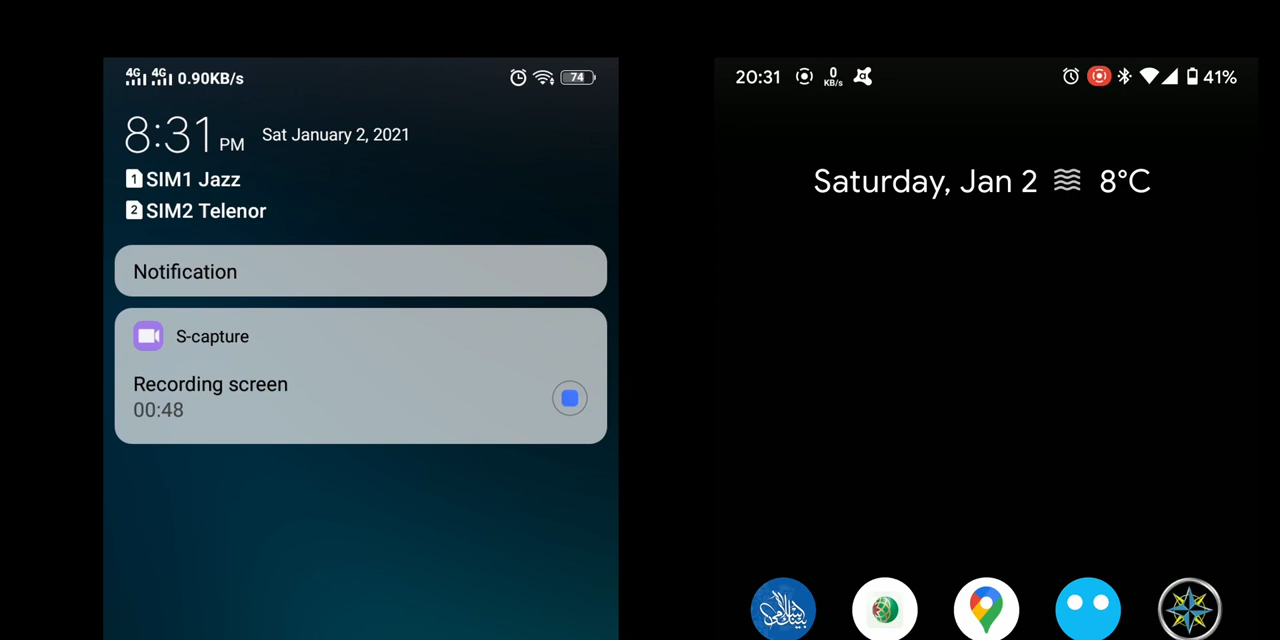 4G 4G 0.90KB/s 74
8:31 PM Sat January 2, 2021
1 SIM1 Jazz
2 SIM2 Telenor
Notification
S-capture
Recording screen
00:48
20:31 0 KB/s 41%
Saturday, Jan 2 8°C